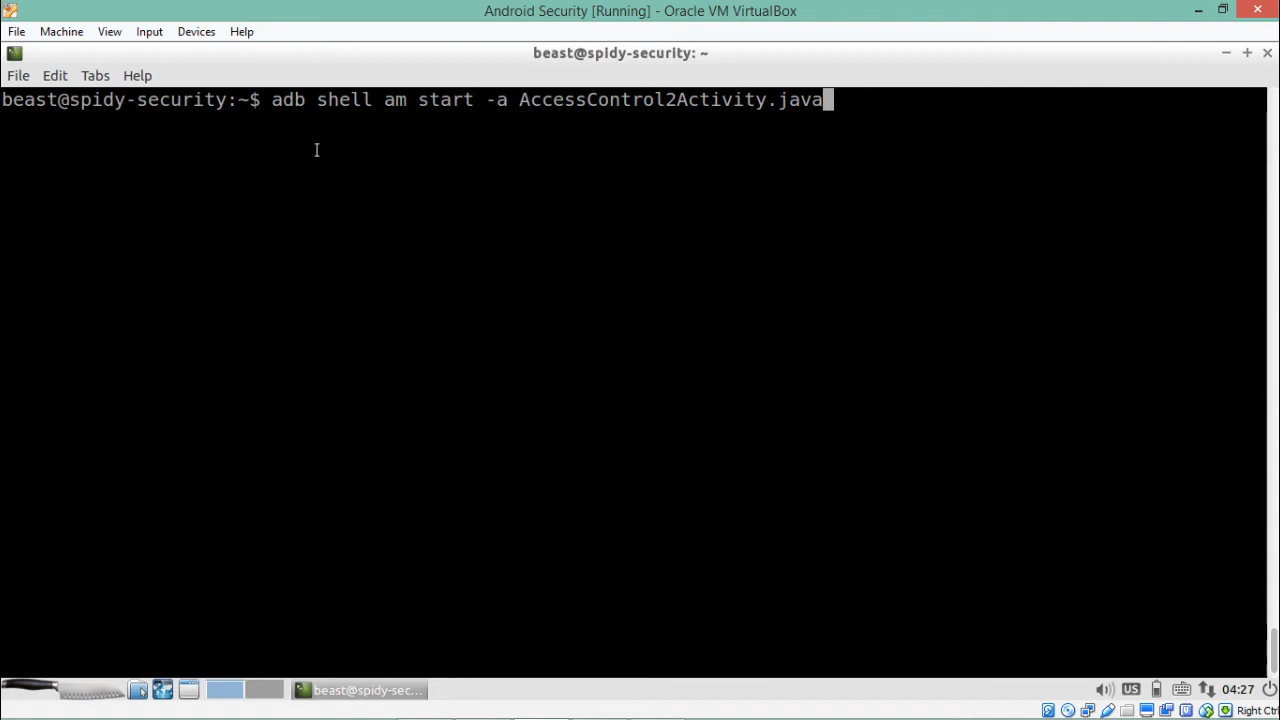 Android Security [Running] - Oracle VM VirtualBox
File Machine View Input Devices Help
beast@spidy-security: ~
File Edit Tabs Help
beast@spidy-security:~$ adb shell am start -a AccessControl2Activity.java
beast@spidy-sec... US 04:27
Right Ctrl